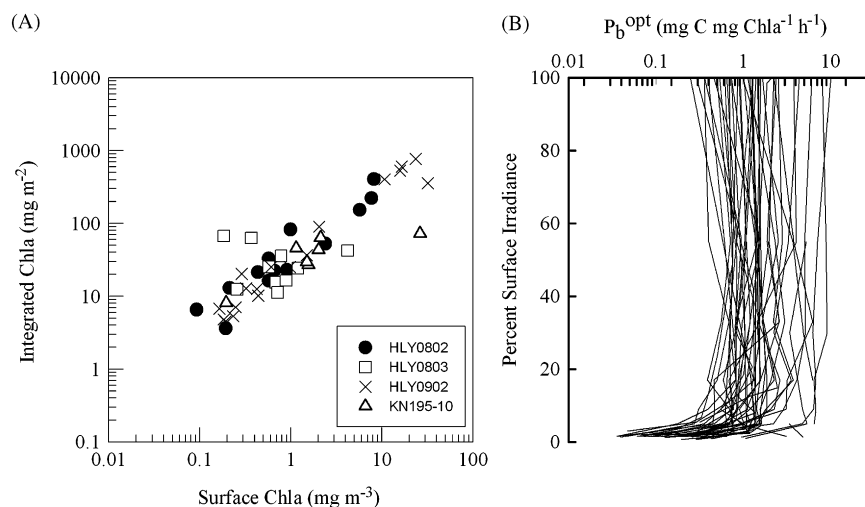 (A)
10000
1000
100
10
1
0.1
Integrated Chla (mg m-2)
0.01 0.1 1 10 100
Surface Chla (mg m-3)
HLY0802
HLY0803
HLY0902
KN195-10
(B)
Pbopt (mg C mg Chla-1 h-1)
0.01 0.1 1 10
100
80
60
40
20
0
Percent Surface Irradiance